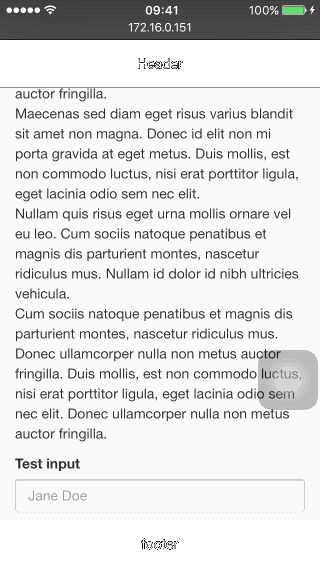 09:41
100%
172.16.0.151
Header
auctor fringilla.
Maecenas sed diam eget risus varius blandit
sit amet non magna. Donec id elit non mi
porta gravida at eget metus. Duis mollis, est
non commodo luctus, nisi erat porttitor ligula,
eget lacinia odio sem nec elit.
Nullam quis risus eget urna mollis ornare vel
eu leo. Cum sociis natoque penatibus et
magnis dis parturient montes, nascetur
ridiculus mus. Nullam id dolor id nibh ultricies
vehicula.
Cum sociis natoque penatibus et magnis dis
parturient montes, nascetur ridiculus mus.
Donec ullamcorper nulla non metus auctor
fringilla. Duis mollis, est non commodo luctus,
nisi erat porttitor ligula, eget lacinia odio sem
nec elit. Donec ullamcorper nulla non metus
auctor fringilla.
Test input
Jane Doe
footer